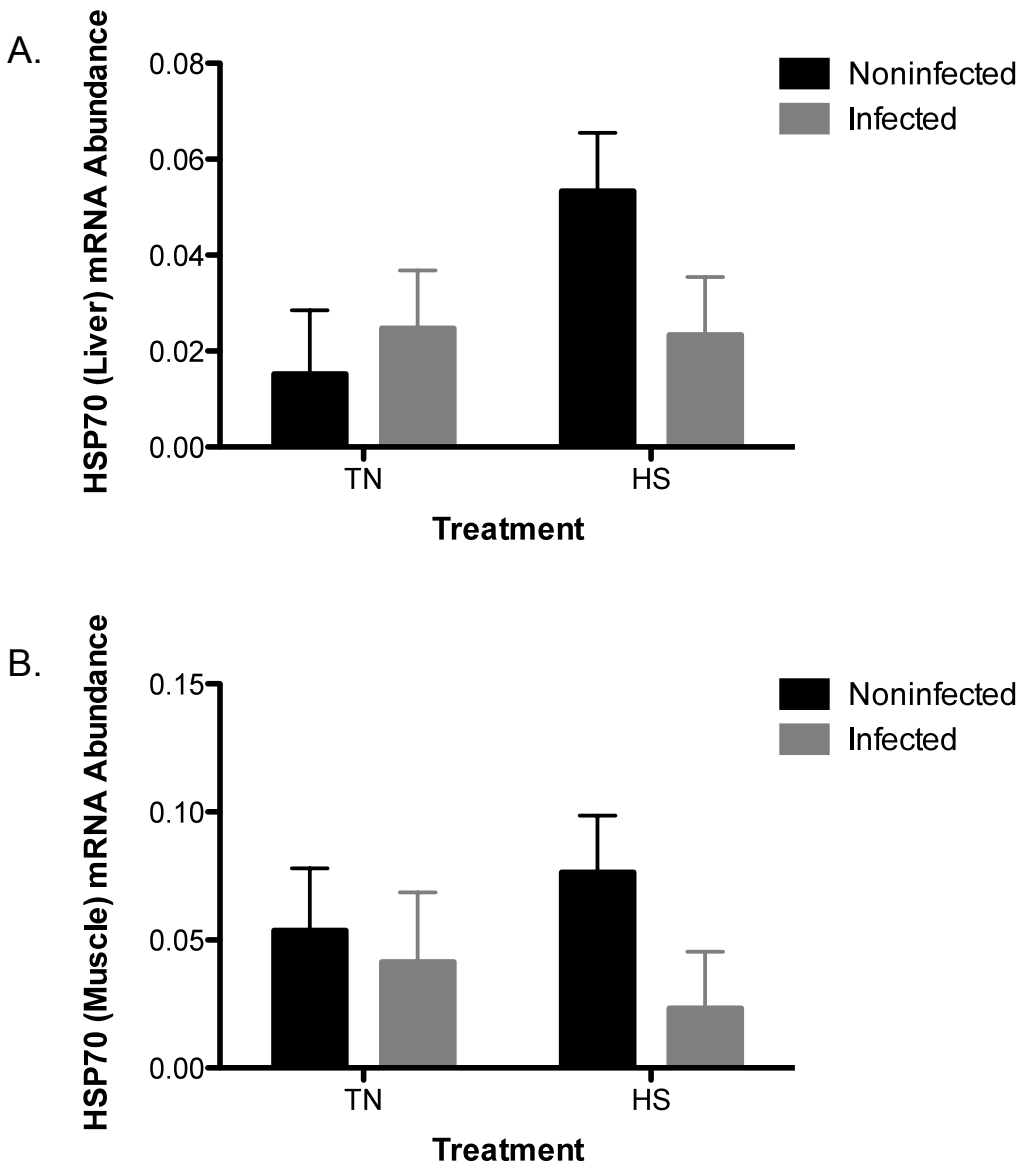 A.
HSP70 (Liver) mRNA Abundance
0.08
0.06
0.04
0.02
0.00
TN
HS
Treatment
Noninfected
Infected
B.
HSP70 (Muscle) mRNA Abundance
0.15
0.10
0.05
0.00
TN
HS
Treatment
Noninfected
Infected